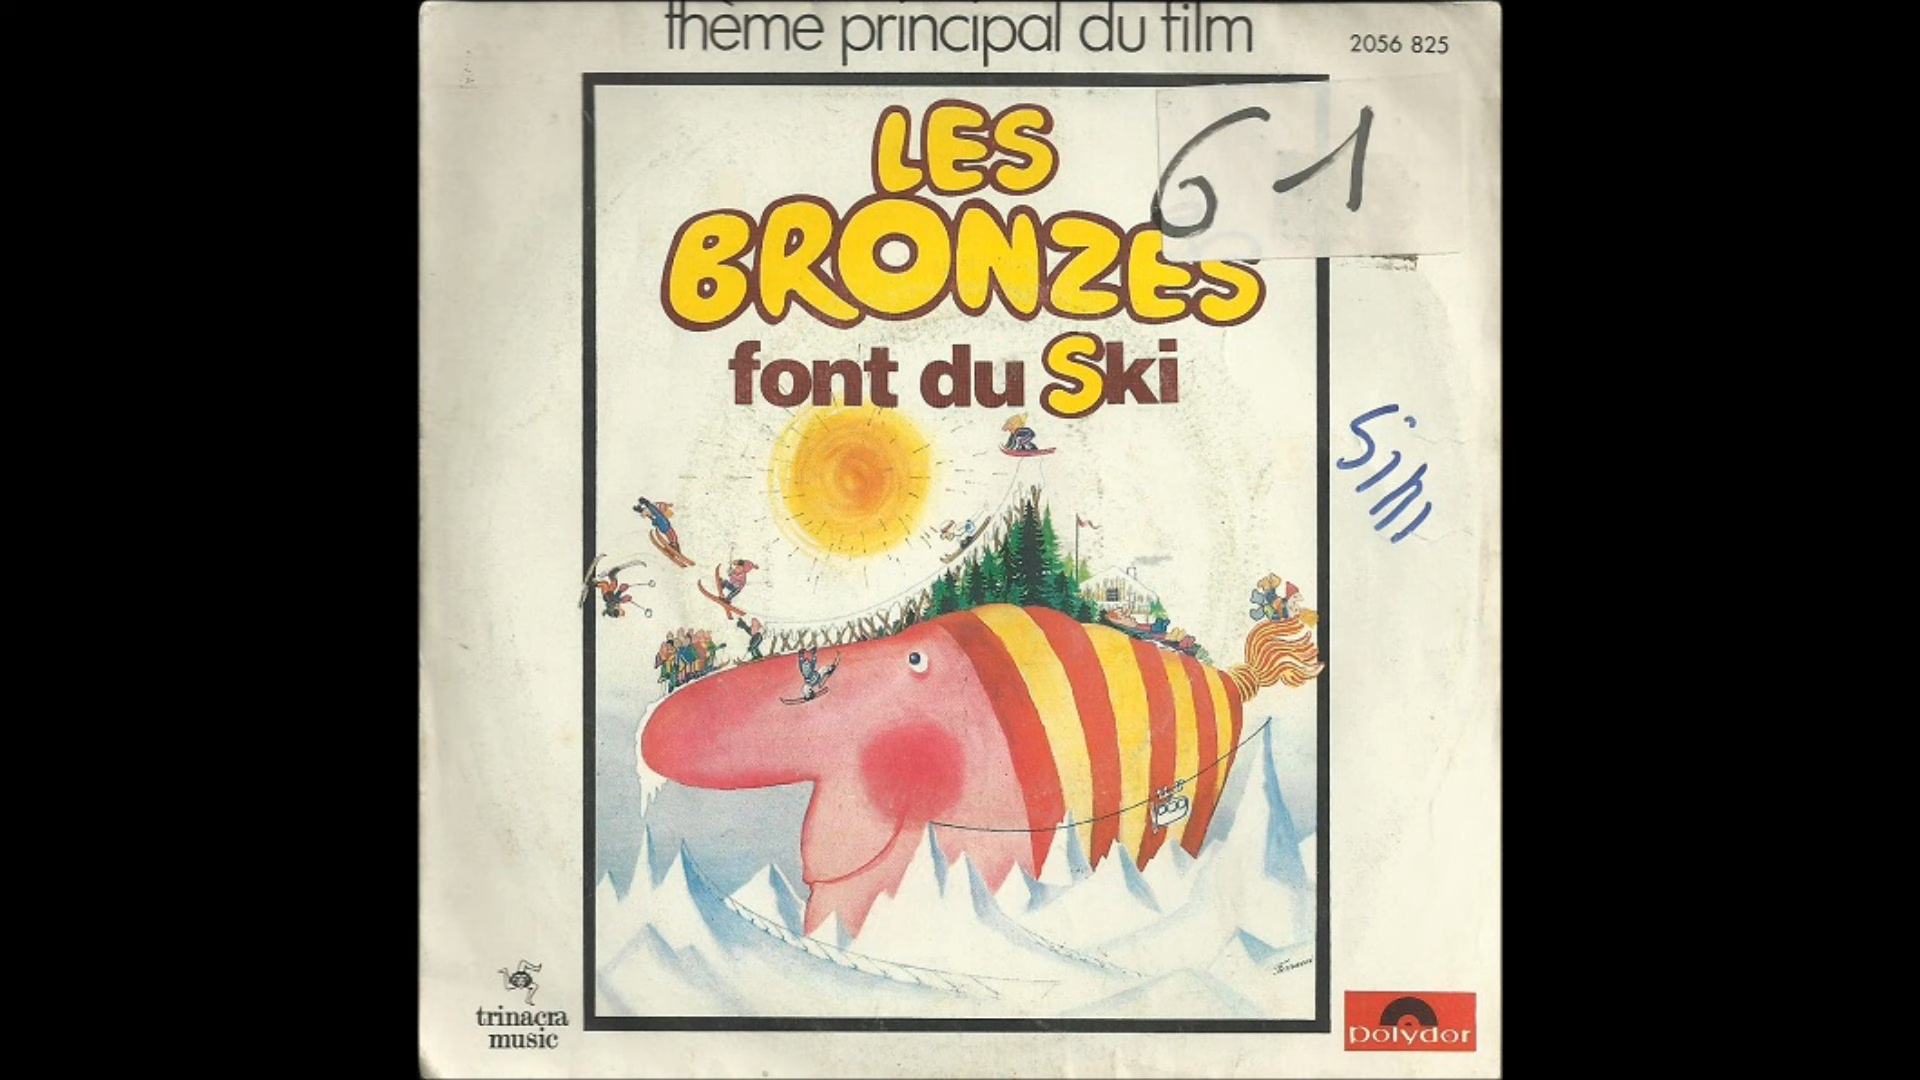 thème principal du film
2056 825
61
LES
BRONZES
font du Ski
trinacra
music
polydor